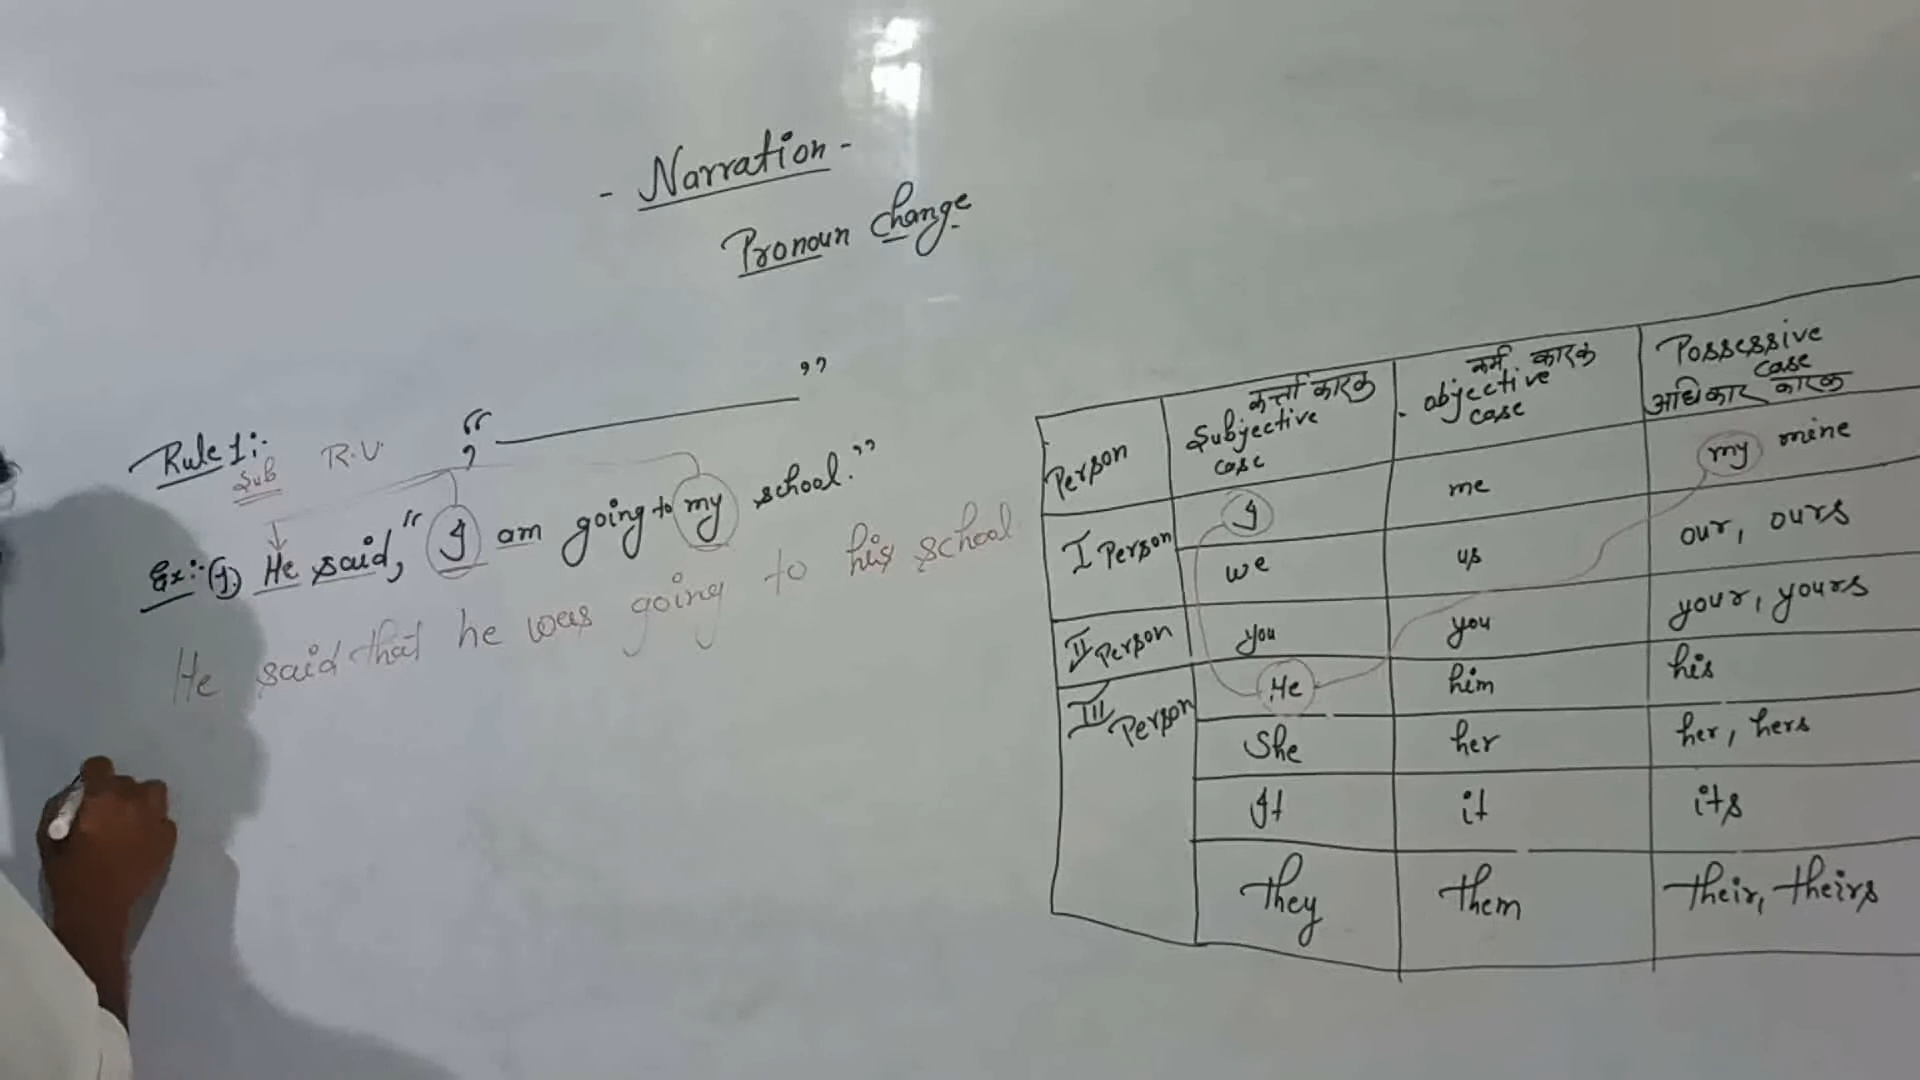 - Narration -
Pronoun change
Rule 1:- “ ——— ”
Sub R.V. ,
Ex:- (1.) He said, “I am going to my school.”
He said that he was going to his school
Person Subjective case कर्त्ता कारक objective case कर्म कारक Possessive case अधिकार कारक
I Person I me my mine
we us our, ours
II Person you you your, yours
III Person He him his
She her her, hers
It it its
They them their, theirs